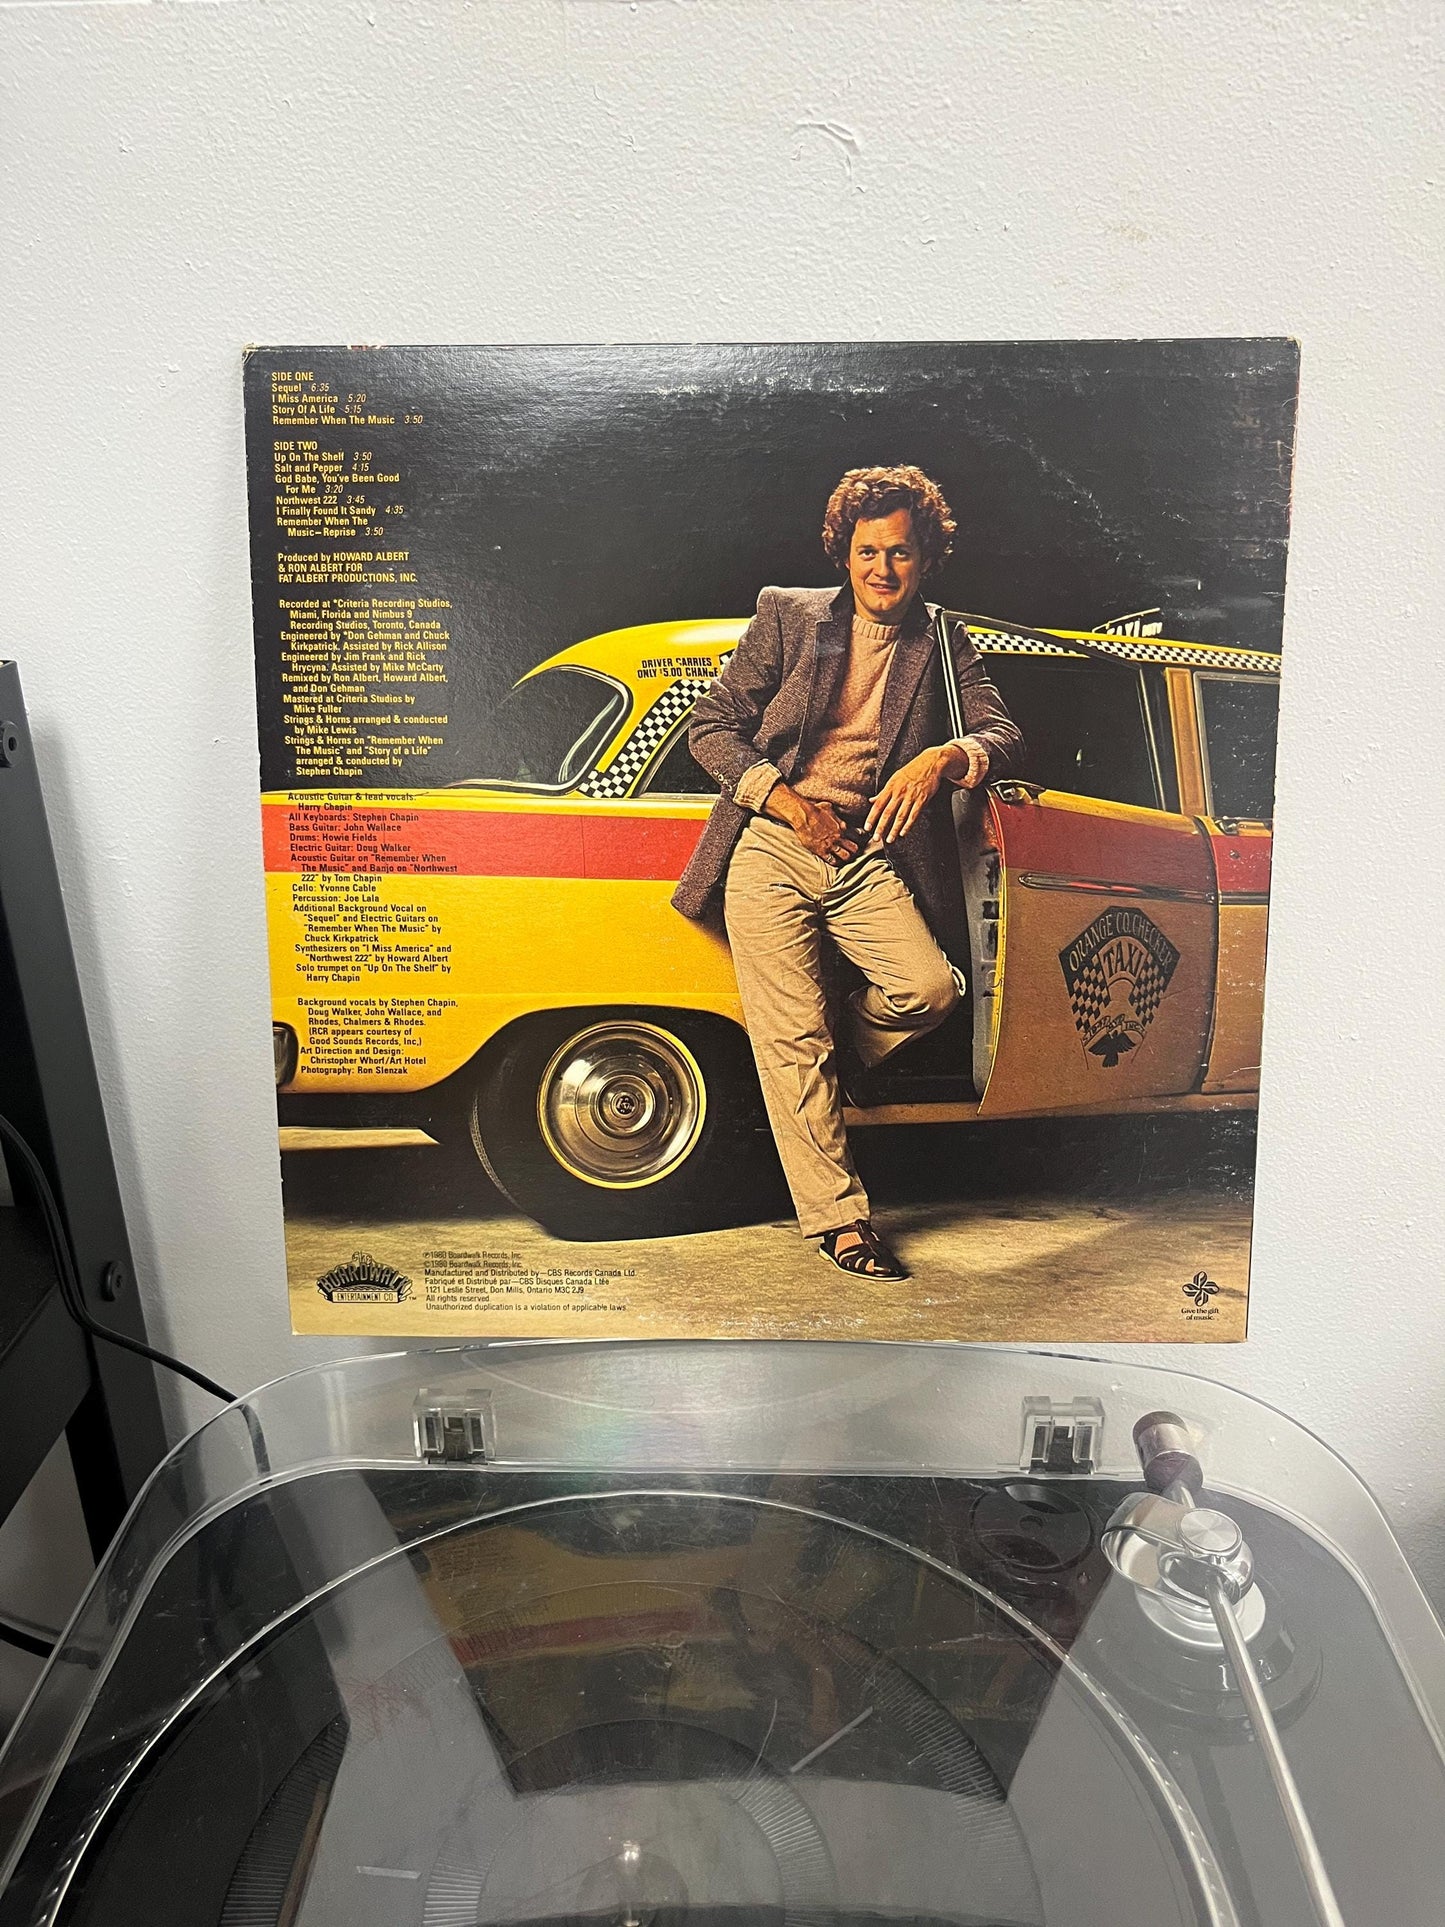 SIDE ONE
Sequel 6:35
I Miss America 5:20
Story Of A Life 5:15
Remember When The Music 3:50
SIDE TWO
Up On The Shelf 3:50
Salt and Pepper 4:15
God Babe, You've Been Good
For Me 3:20
Northwest 222 3:45
I Finally Found It Sandy 4:35
Remember When The
Music—Reprise 3:50
Produced by HOWARD ALBERT
& RON ALBERT FOR
FAT ALBERT PRODUCTIONS, INC.
Recorded at *Criteria Recording Studios,
Miami, Florida and Nimbus 9
Recording Studios, Toronto, Canada
Engineered by *Don Gehman and Chuck
Kirkpatrick. Assisted by Rick Allison
Engineered by Jim Frank and Rick
Hrycyna. Assisted by Mike McCarty
Remixed by Ron Albert, Howard Albert,
and Don Gehman
Mastered at Criteria Studios by
Mike Fuller
Strings & Horns arranged & conducted
by Mike Lewis
Strings & Horns on "Remember When
The Music" and "Story of a Life"
arranged & conducted by
Stephen Chapin
Acoustic Guitar & lead vocals:
Harry Chapin
All Keyboards: Stephen Chapin
Bass Guitar: John Wallace
Drums: Howie Fields
Electric Guitar: Doug Walker
Acoustic Guitar on "Remember When
The Music" and Banjo on "Northwest
222" by Tom Chapin
Cello: Yvonne Cable
Percussion: Joe Lala
Additional Background Vocal on
"Sequel" and Electric Guitars on
"Remember When The Music" by
Chuck Kirkpatrick
Synthesizers on "I Miss America" and
"Northwest 222" by Howard Albert
Solo trumpet on "Up On The Shelf" by
Harry Chapin
Background vocals by Stephen Chapin,
Doug Walker, John Wallace, and
Rhodes, Chalmers & Rhodes.
(RCR appears courtesy of
Good Sounds Records, Inc.)
Art Direction and Design:
Christopher Whorf/Art Hotel
Photography: Ron Slenzak
DRIVER CARRIES
ONLY $5.00 CHANGE
TAXI
ORANGE CO. CHECKER
TAXI
INC.
The
BOARDWALK
ENTERTAINMENT CO
™
℗1980 Boardwalk Records, Inc.
©1980 Boardwalk Records, Inc.
Manufactured and Distributed by—CBS Records Canada Ltd.
Fabriqué et Distribué par—CBS Disques Canada Ltée
1121 Leslie Street, Don Mills, Ontario M3C 2J9
All rights reserved
Unauthorized duplication is a violation of applicable laws.
Give the gift
of music.